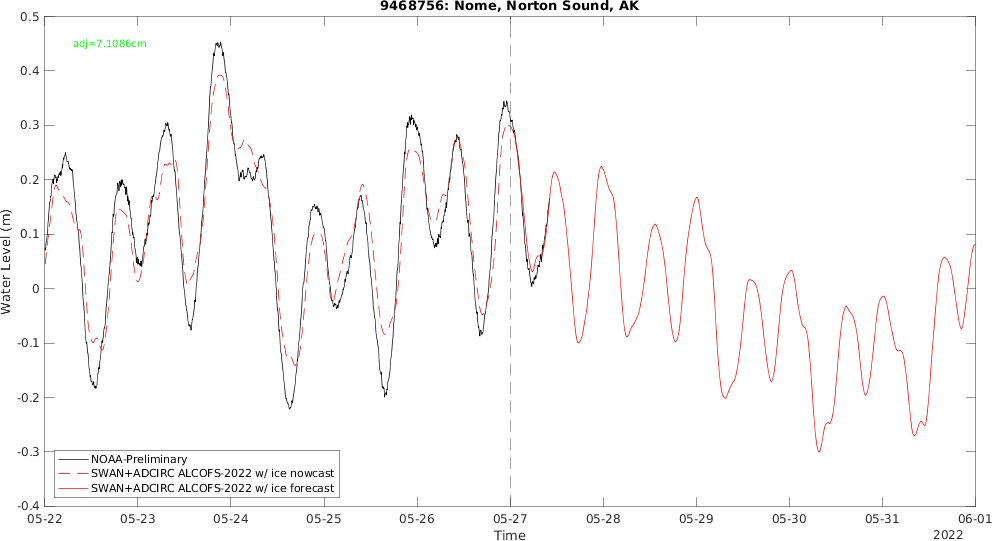 9468756: Nome, Norton Sound, AK
adj=7.1086cm
Water Level (m)
0.5
0.4
0.3
0.2
0.1
0
-0.1
-0.2
-0.3
-0.4
NOAA-Preliminary
SWAN+ADCIRC ALCOFS-2022 w/ ice nowcast
SWAN+ADCIRC ALCOFS-2022 w/ ice forecast
05-22 05-23 05-24 05-25 05-26 05-27 05-28 05-29 05-30 05-31 06-01
Time
2022